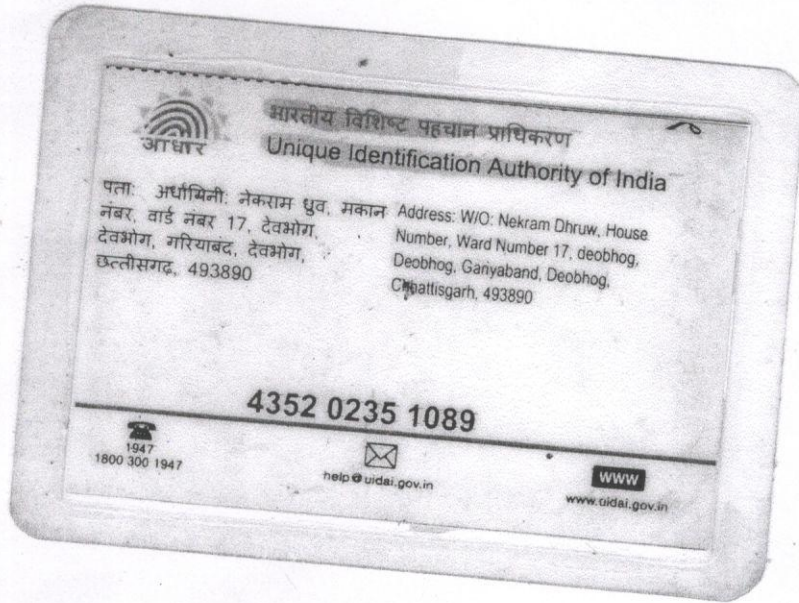 आधार
भारतीय विशिष्ट पहचान प्राधिकरण
Unique Identification Authority of India
पता: अर्धांगिनी: नेकराम ध्रुव, मकान
नंबर, वार्ड नंबर 17, देवभोग,
देवभोग, गरियाबंद, देवभोग,
छत्तीसगढ़, 493890
Address: W/O: Nekram Dhruw, House
Number, Ward Number 17, deobhog,
Deobhog, Gariyaband, Deobhog,
Chhattisgarh, 493890
4352 0235 1089
1947
1800 300 1947
help@uidai.gov.in
www
www.uidai.gov.in